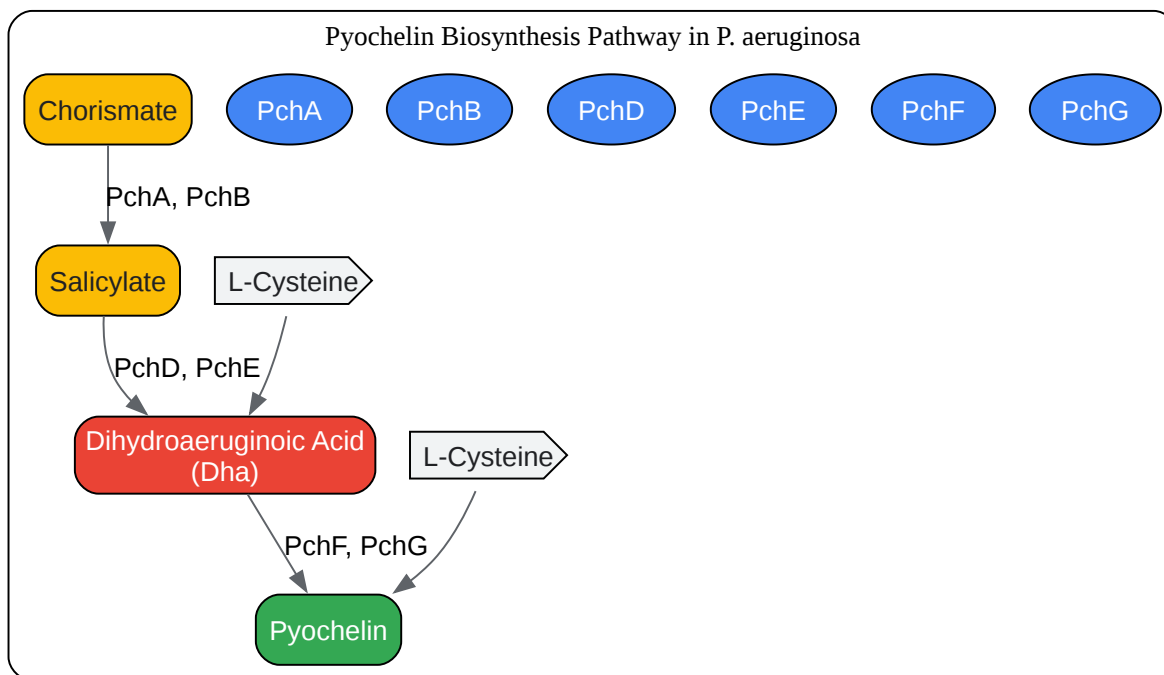 Pyochelin Biosynthesis Pathway in P. aeruginosa
Chorismate
PchA
PchB
PchD
PchE
PchF
PchG
PchA, PchB
Salicylate
L-Cysteine
PchD, PchE
Dihydroaeruginoic Acid
(Dha)
L-Cysteine
PchF, PchG
Pyochelin